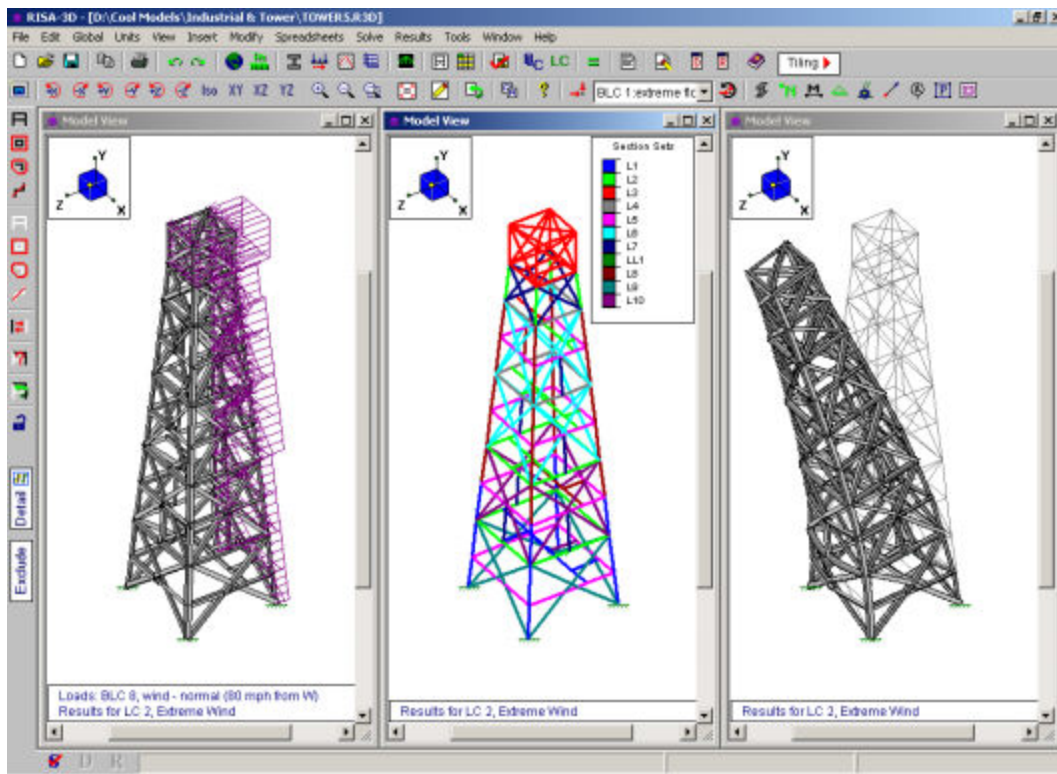 RISA-3D - [D:\Cool Models\Industrial & Tower\TOWER5.R3D]
File Edit Global Units View Insert Modify Spreadsheets Solve Results Tools Window Help
LC = Tiling
Iso XY XZ YZ BLC 1:extreme flc
Model View
Y
Z
X
Loads: BLC 8, wind - normal (80 mph from W)
Results for LC 2, Extreme Wind
Model View
Y
Z
X
Section Sets
L1
L2
L3
L4
L5
L6
L7
LL1
L8
L9
L10
Results for LC 2, Extreme Wind
Model View
Y
Z
X
Results for LC 2, Extreme Wind
Detail
Exclude
D R